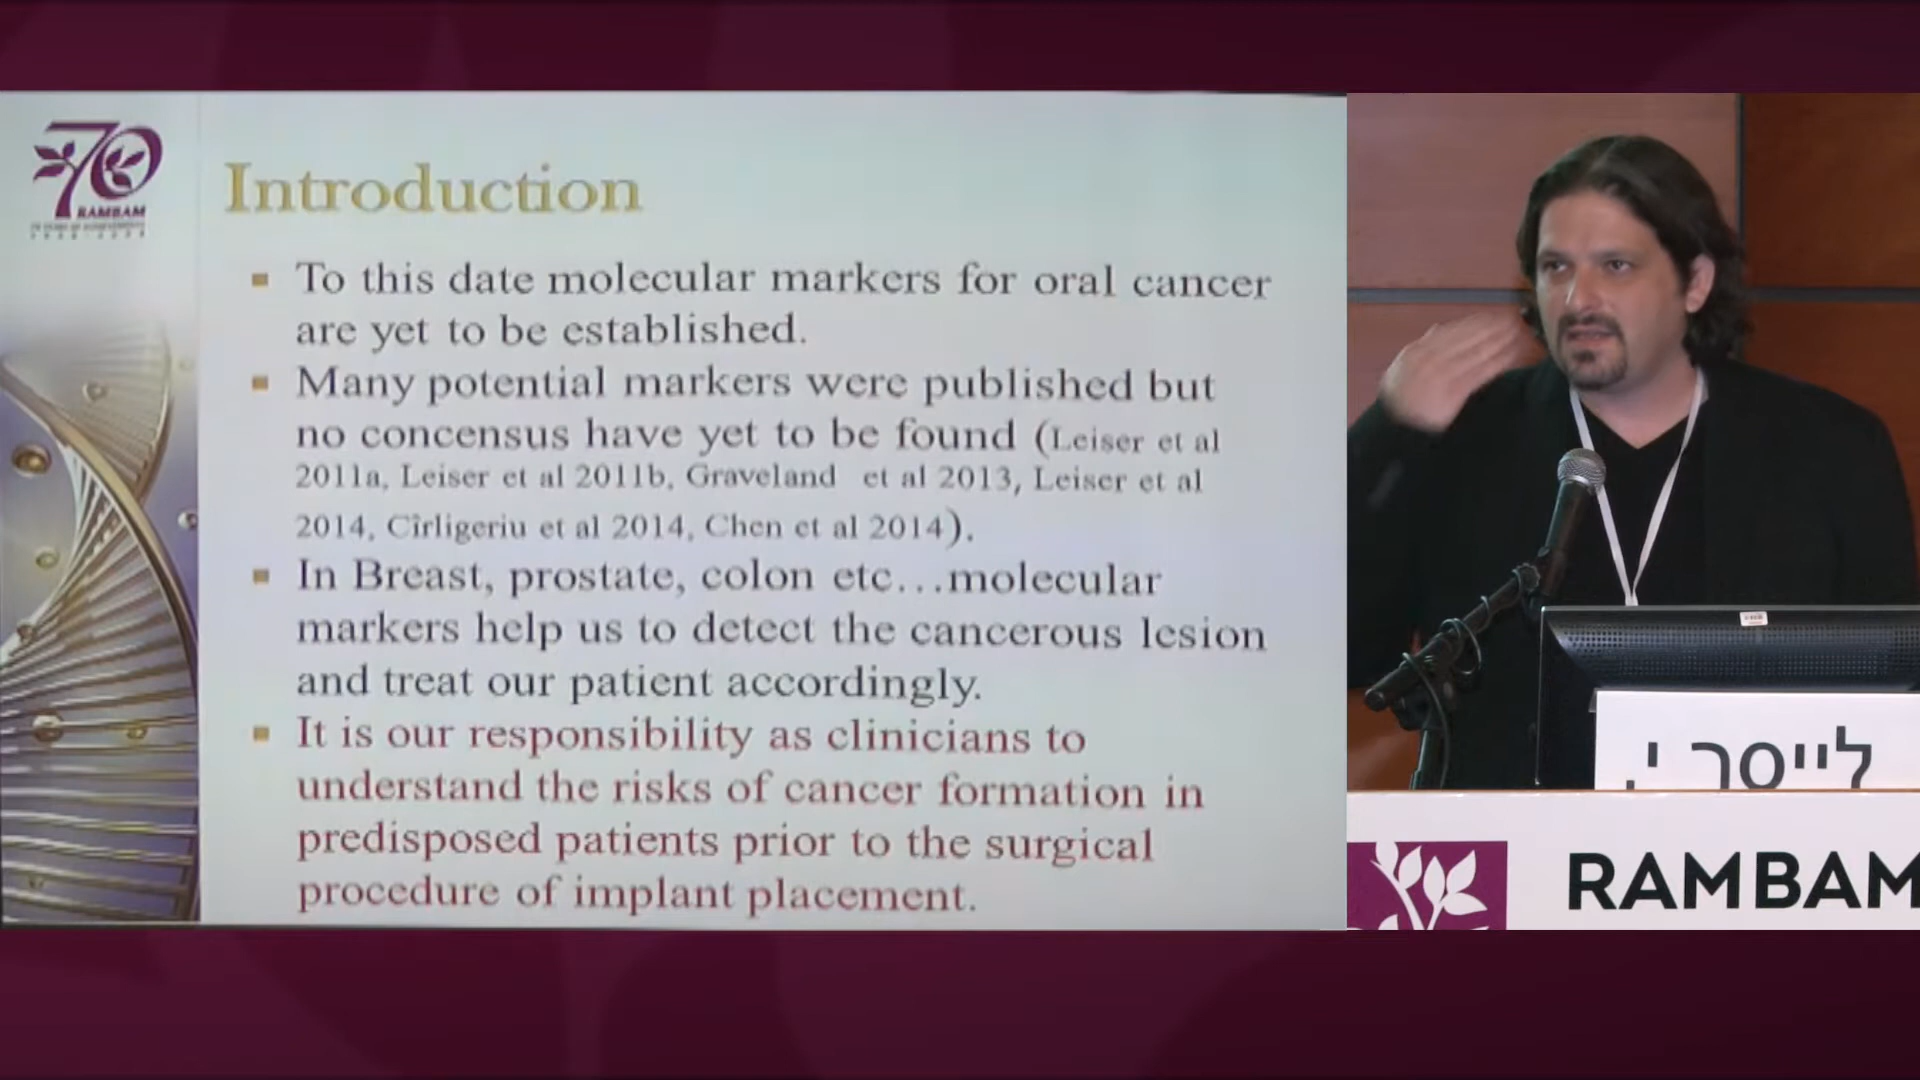 70
RAMBAM
Introduction
To this date molecular markers for oral cancer
are yet to be established.
Many potential markers were published but
no concensus have yet to be found (Leiser et al
2011a, Leiser et al 2011b, Graveland et al 2013, Leiser et al
2014, Cîrligeriu et al 2014, Chen et al 2014).
In Breast, prostate, colon etc…molecular
markers help us to detect the cancerous lesion
and treat our patient accordingly.
It is our responsibility as clinicians to
understand the risks of cancer formation in
predisposed patients prior to the surgical
procedure of implant placement.
לייסר י.
RAMBAM